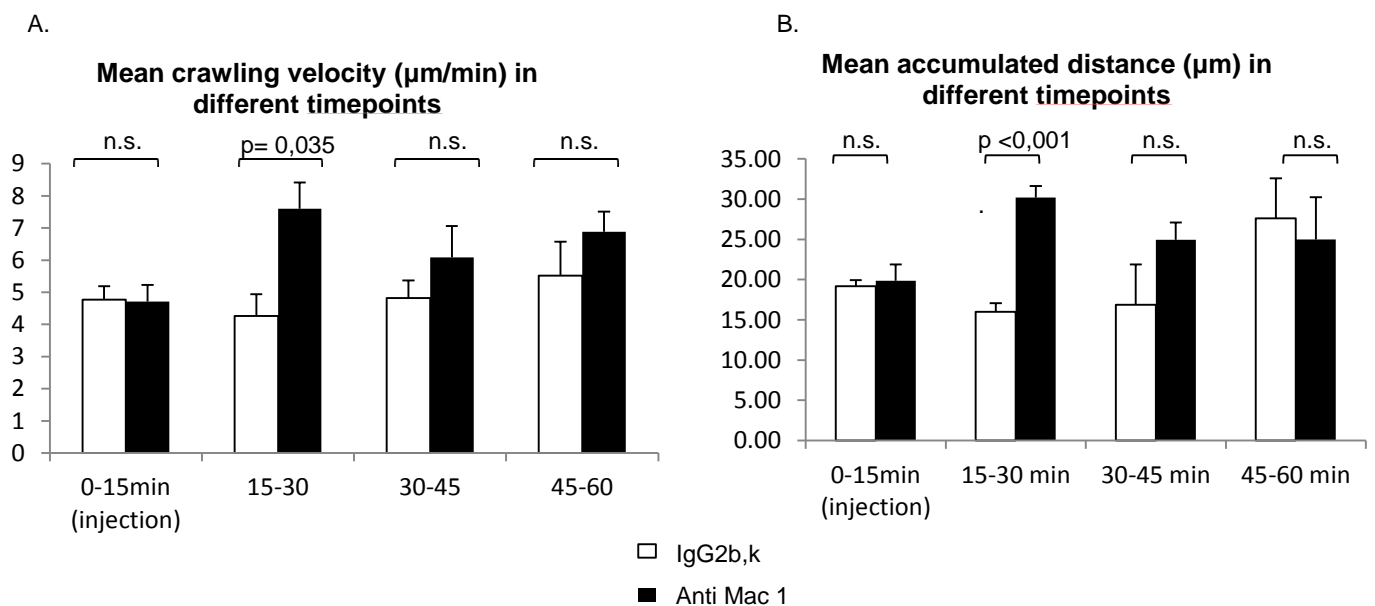 A.
Mean crawling velocity (µm/min) in
different timepoints
n.s.
p= 0,035
n.s.
n.s.
9
8
7
6
5
4
3
2
1
0
0-15min
(injection)
15-30
30-45
45-60
B.
Mean accumulated distance (µm) in
different timepoints
n.s.
p <0,001
n.s.
n.s.
35.00
30.00
25.00
20.00
15.00
10.00
5.00
0.00
.
0-15 min
(injection)
15-30 min
30-45 min
45-60 min
IgG2b,k
Anti Mac 1